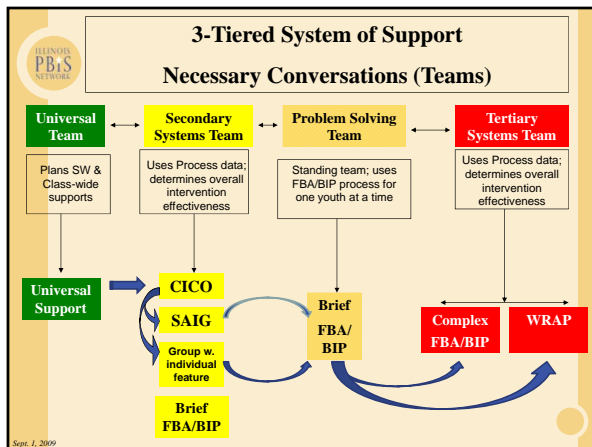 ILLINOIS
PBIS
NETWORK
3-Tiered System of Support
Necessary Conversations (Teams)
Universal
Team
Secondary
Systems Team
Problem Solving
Team
Tertiary
Systems Team
Plans SW &
Class-wide
supports
Uses Process data;
determines overall
intervention
effectiveness
Standing team; uses
FBA/BIP process for
one youth at a time
Uses Process data;
determines overall
intervention
effectiveness
Universal
Support
CICO
SAIG
Group w.
individual
feature
Brief
FBA/BIP
Brief
FBA/
BIP
Complex
FBA/BIP
WRAP
Sept. 1, 2009